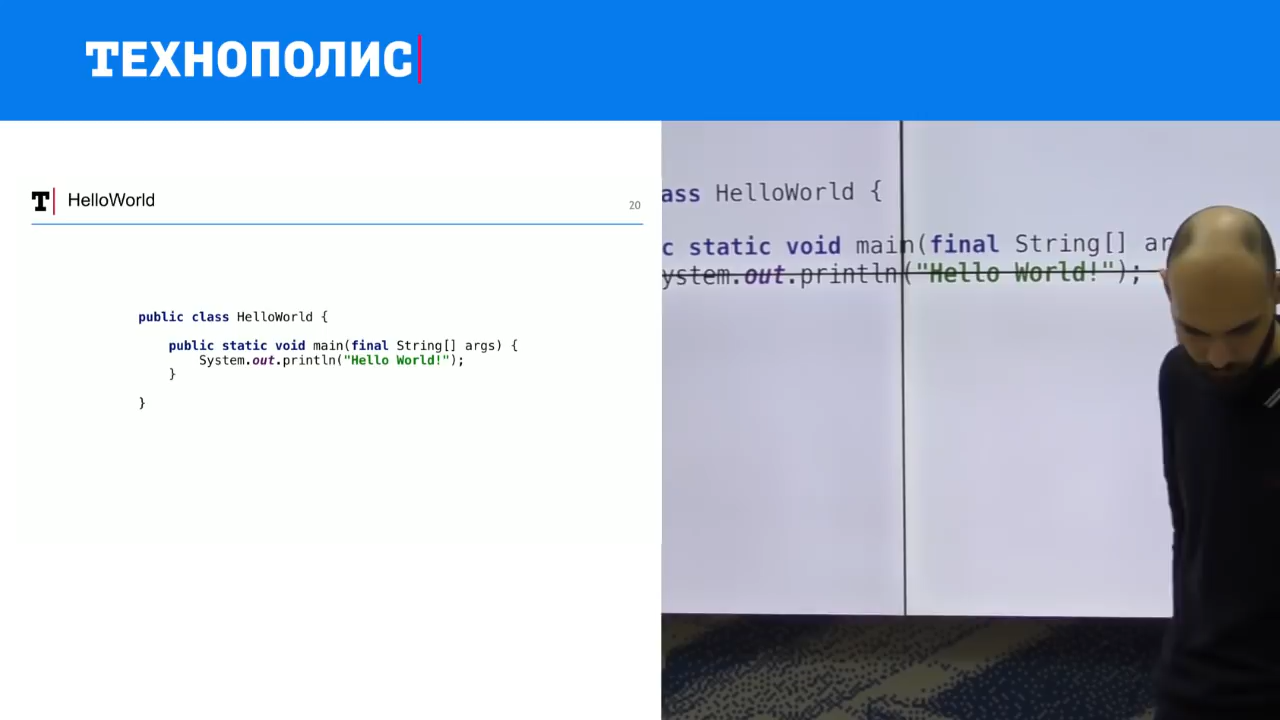 ТЕХНОПОЛИС
T HelloWorld
20
public class HelloWorld {
public static void main(final String[] args) {
System.out.println("Hello World!");
}
}
ass HelloWorld {
c static void main(final String[] ar
ystem.out.println("Hello World!");